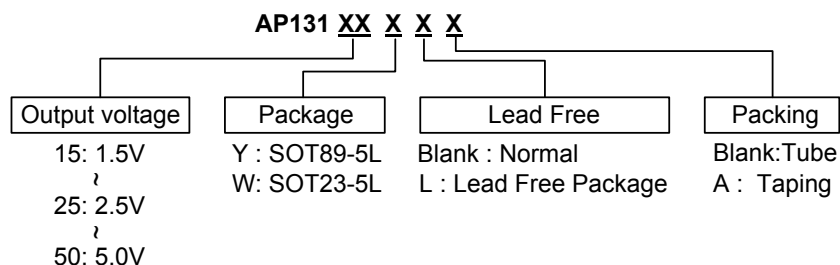 AP131 XX X X X
Output voltage Package Lead Free Packing
15: 1.5V Y : SOT89-5L Blank : Normal Blank:Tube
~ W: SOT23-5L L : Lead Free Package A : Taping
25: 2.5V
~
50: 5.0V